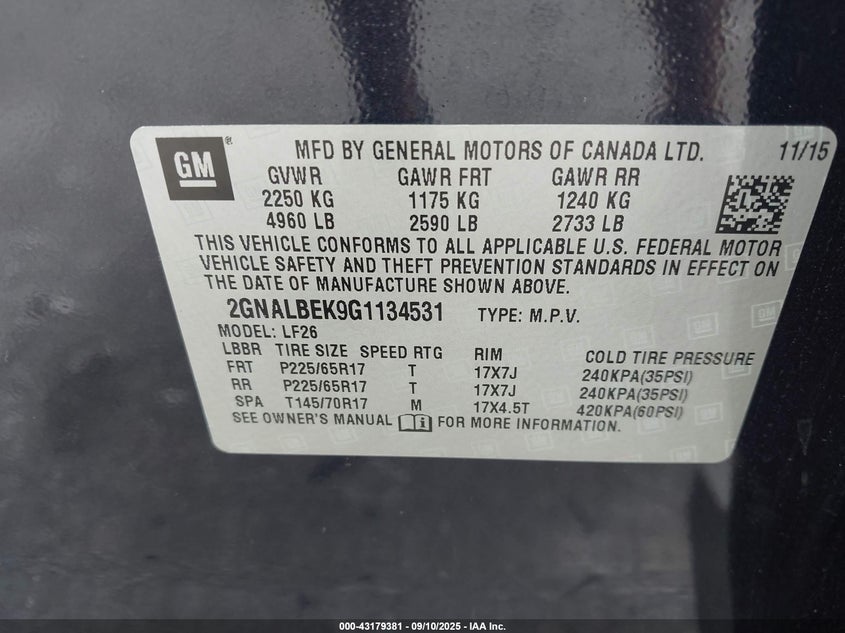 GM®
MFD BY GENERAL MOTORS OF CANADA LTD. 11/15
GVWR GAWR FRT GAWR RR
2250 KG 1175 KG 1240 KG
4960 LB 2590 LB 2733 LB
THIS VEHICLE CONFORMS TO ALL APPLICABLE U.S. FEDERAL MOTOR
VEHICLE SAFETY AND THEFT PREVENTION STANDARDS IN EFFECT ON
THE DATE OF MANUFACTURE SHOWN ABOVE.
2GNALBEK9G1134531 TYPE: M.P.V.
MODEL: LF26
LBBR TIRE SIZE SPEED RTG RIM COLD TIRE PRESSURE
FRT P225/65R17 T 17X7J 240KPA(35PSI)
RR P225/65R17 T 17X7J 240KPA(35PSI)
SPA T145/70R17 M 17X4.5T 420KPA(60PSI)
SEE OWNER'S MANUAL i FOR MORE INFORMATION.
000-43179381 - 09/10/2025 - IAA Inc.